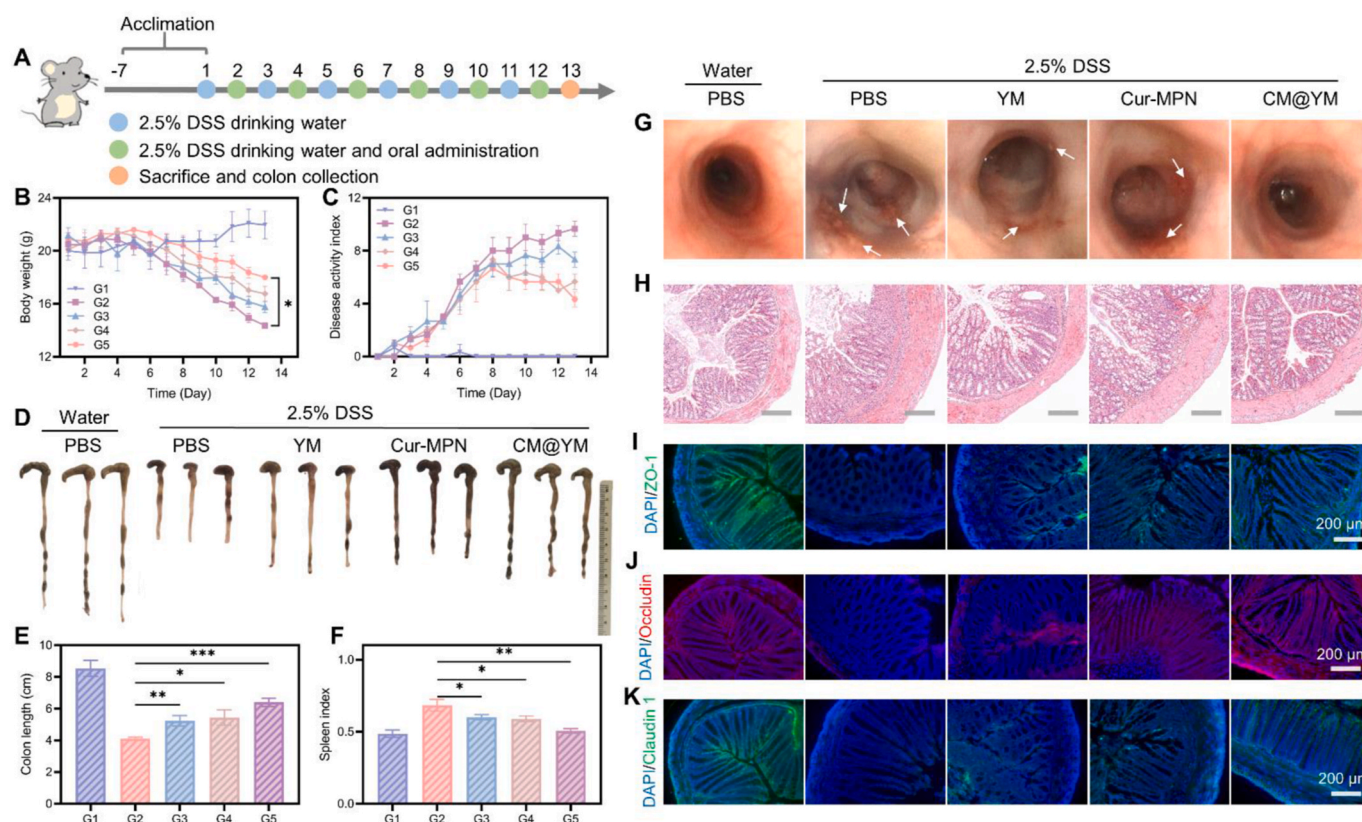 Acclimation
A
-7 1 2 3 4 5 6 7 8 9 10 11 12 13
2.5% DSS drinking water
2.5% DSS drinking water and oral administration
Sacrifice and colon collection
B
Body weight (g)
24
20
16
12
G1
G2
G3
G4
G5
*
2 4 6 8 10 12 14
Time (Day)
C
Disease activity index
12
8
4
0
G1
G2
G3
G4
G5
2 4 6 8 10 12 14
Time (Day)
D
Water 2.5% DSS
PBS PBS YM Cur-MPN CM@YM
E
Colon length (cm)
10
8
6
4
2
0
***
*
**
G1 G2 G3 G4 G5
F
Spleen index
1.0
0.5
0.0
**
*
*
G1 G2 G3 G4 G5
Water 2.5% DSS
PBS PBS YM Cur-MPN CM@YM
G
H
I
DAPI/ZO-1
200 μm
J
DAPI/Occludin
200 μm
K
DAPI/Claudin 1
200 μm